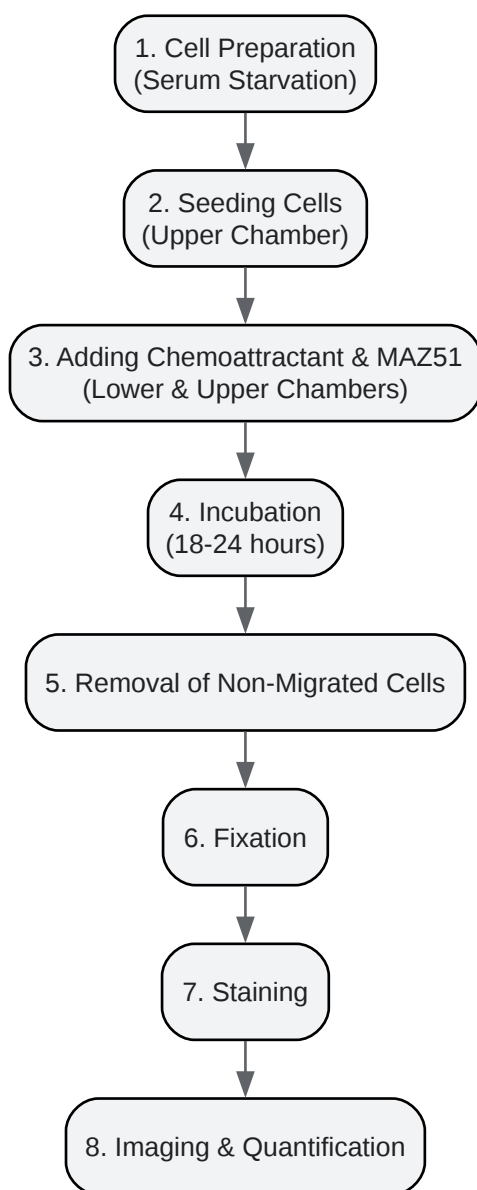 1. Cell Preparation
(Serum Starvation)
2. Seeding Cells
(Upper Chamber)
3. Adding Chemoattractant & MAZ51
(Lower & Upper Chambers)
4. Incubation
(18-24 hours)
5. Removal of Non-Migrated Cells
6. Fixation
7. Staining
8. Imaging & Quantification